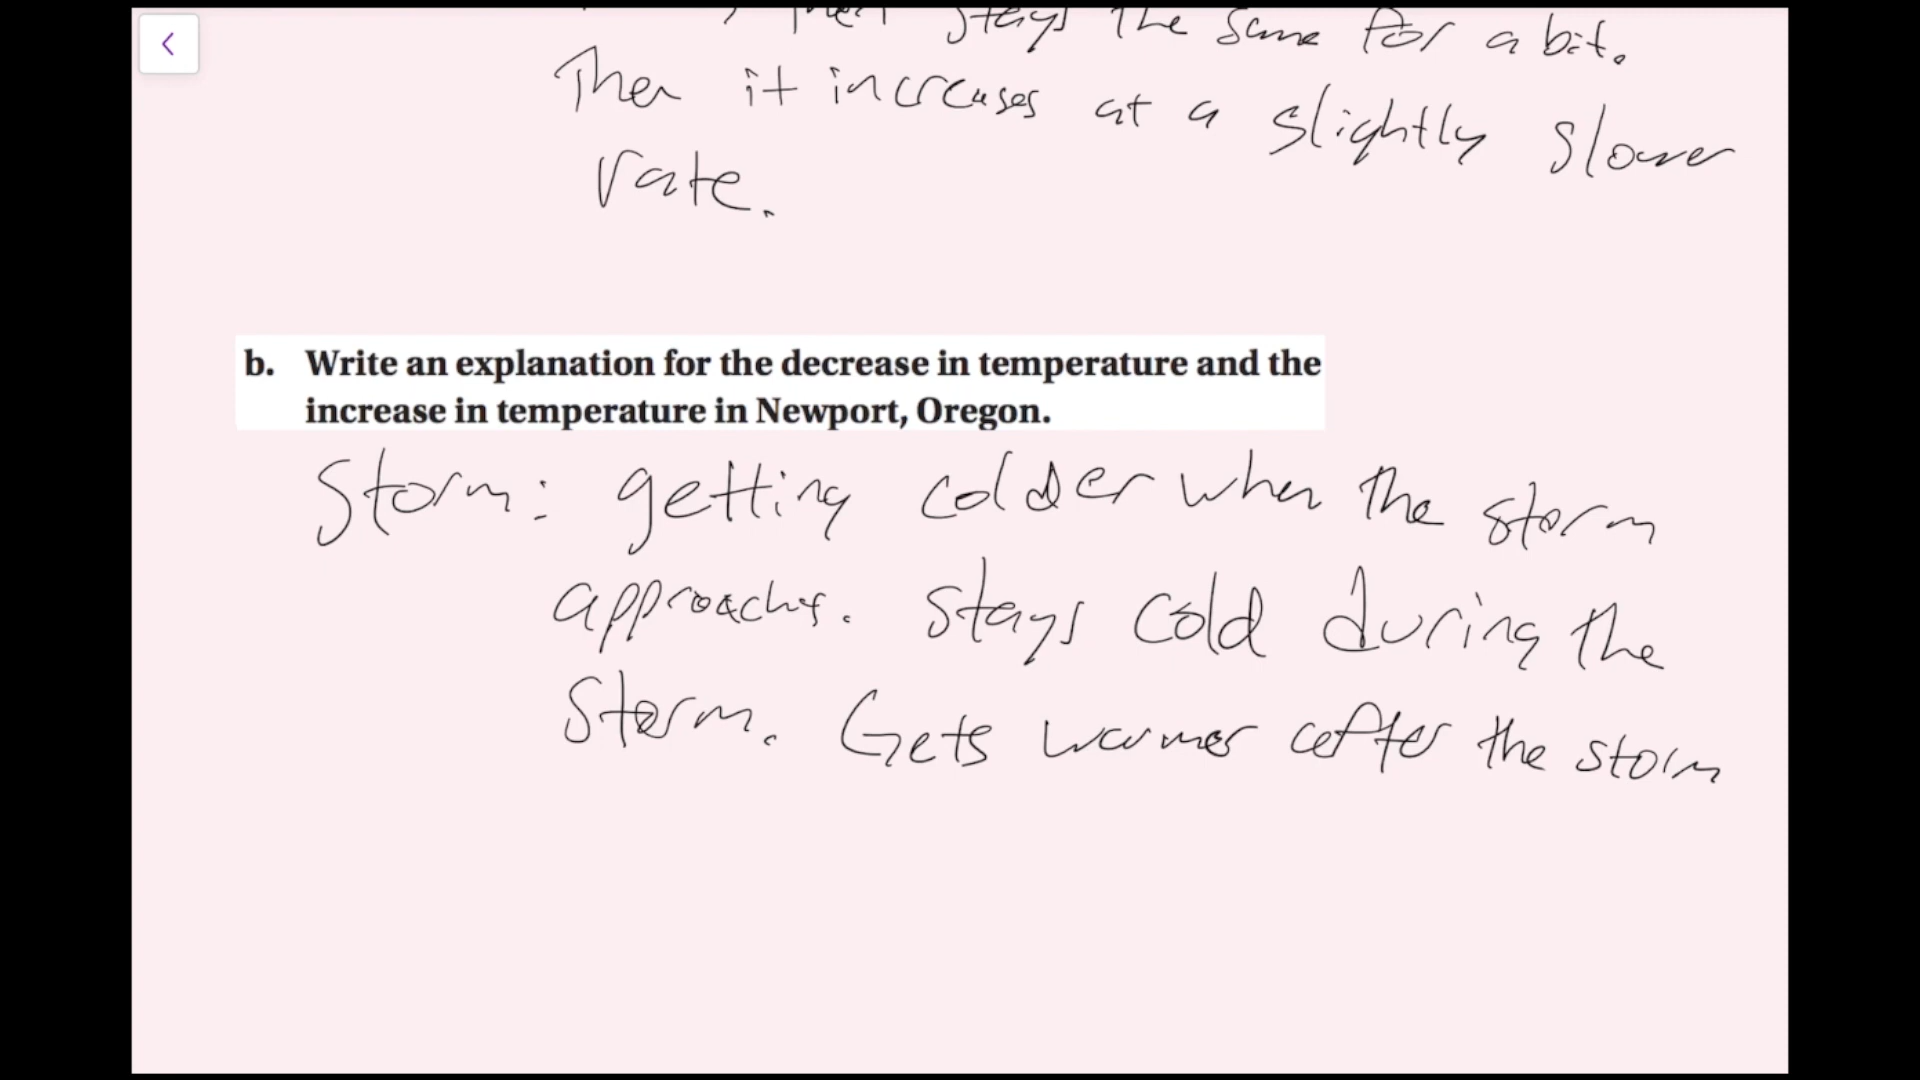 , then stays the same for a bit.
Then it increases at a slightly slower
rate.
b. Write an explanation for the decrease in temperature and the
increase in temperature in Newport, Oregon.
Storm: getting colder when the storm
approaches. Stays cold during the
storm. Gets warmer after the storm